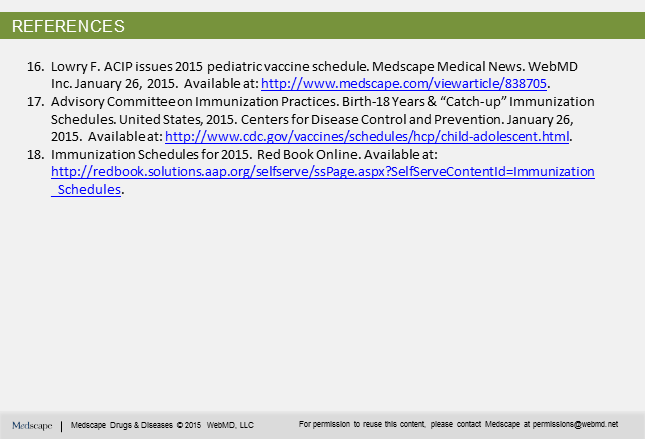 REFERENCES
16. Lowry F. ACIP issues 2015 pediatric vaccine schedule. Medscape Medical News. WebMD
Inc. January 26, 2015. Available at: http://www.medscape.com/viewarticle/838705.
17. Advisory Committee on Immunization Practices. Birth-18 Years & “Catch-up” Immunization
Schedules. United States, 2015. Centers for Disease Control and Prevention. January 26,
2015. Available at: http://www.cdc.gov/vaccines/schedules/hcp/child-adolescent.html.
18. Immunization Schedules for 2015. Red Book Online. Available at:
http://redbook.solutions.aap.org/selfserve/ssPage.aspx?SelfServeContentId=Immunization
_Schedules.
Medscape | Medscape Drugs & Diseases © 2015 WebMD, LLC
For permission to reuse this content, please contact Medscape at permissions@webmd.net